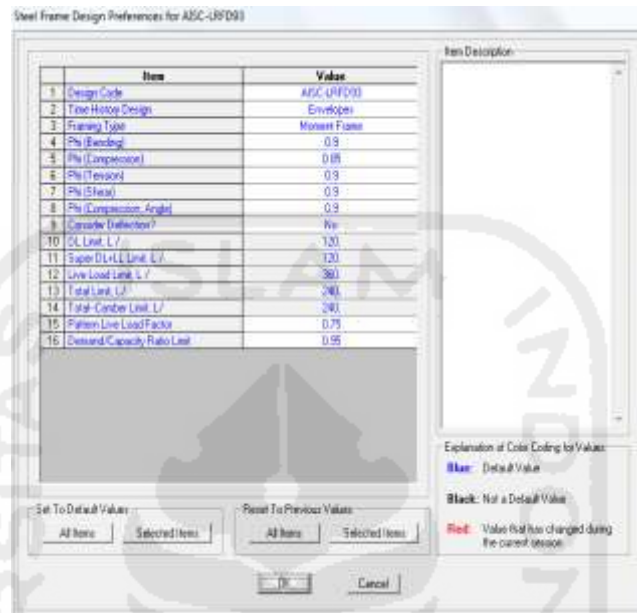 Steel Frame Design Preferences for AISC-LRFD93
Item Value
1 Design Code AISC-LRFD93
2 Time History Design Envelopes
3 Framing Type Moment Frame
4 Phi (Bending) 0.9
5 Phi (Compression) 0.85
6 Phi (Tension) 0.9
7 Phi (Shear) 0.9
8 Phi (Compression, Angle) 0.9
9 Consider Deflection? No
10 DL Limit, L / 120.
11 Super DL+LL Limit, L / 120.
12 Live Load Limit, L / 360.
13 Total Limit, L / 240.
14 Total-Camber Limit, L / 240.
15 Pattern Live Load Factor 0.75
16 Demand/Capacity Ratio Limit 0.95
Set To Default Values
All Items Selected Items
Reset To Previous Values
All Items Selected Items
OK Cancel
Item Description
Explanation of Color Coding for Values
Blue: Default Value
Black: Not a Default Value
Red: Value that has changed during
the current session
ISLAM